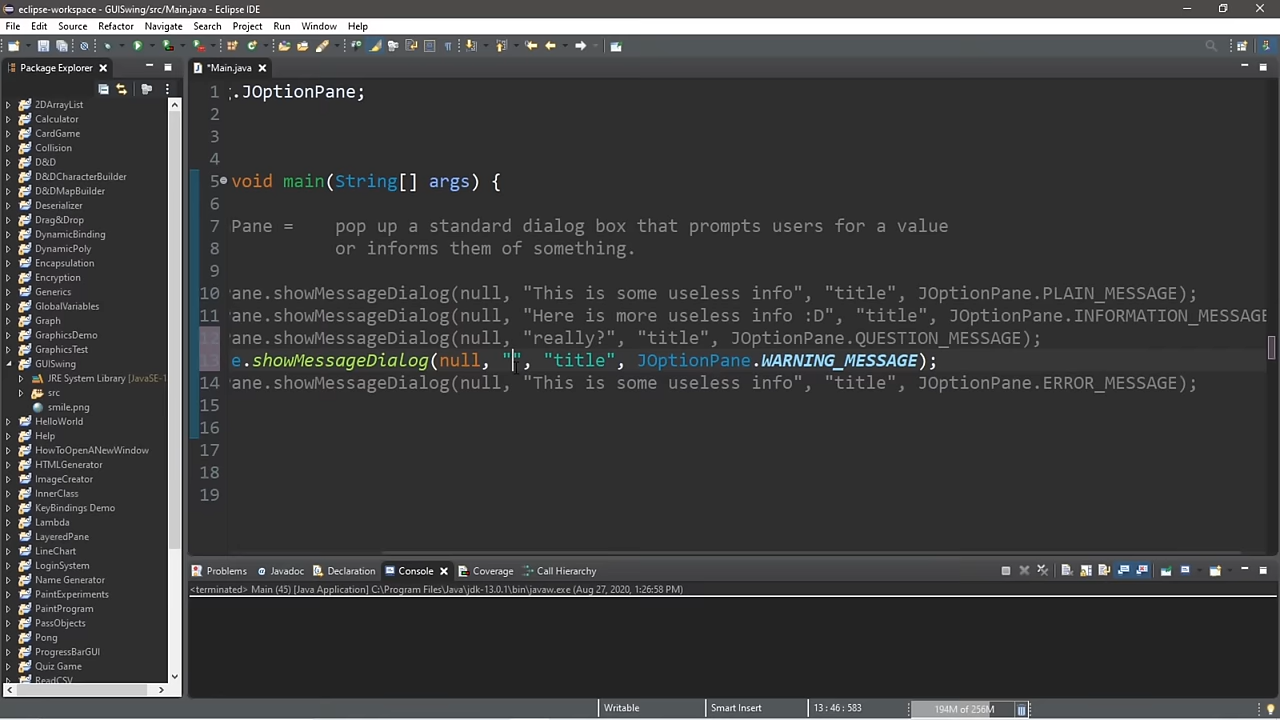 eclipse-workspace - GUISwing/src/Main.java - Eclipse IDE
File Edit Source Refactor Navigate Search Project Run Window Help
Package Explorer
*Main.java
2DArrayList
Calculator
CardGame
Collision
D&D
D&DCharacterBuilder
D&DMapBuilder
Deserializer
Drag&Drop
DynamicBinding
DynamicPoly
Encapsulation
Encryption
Generics
GlobalVariables
Graph
GraphicsDemo
GraphicsTest
GUISwing
JRE System Library [JavaSE-1
src
smile.png
HelloWorld
Help
HowToOpenANewWindow
HTMLGenerator
ImageCreator
InnerClass
KeyBindings Demo
Lambda
LayeredPane
LineChart
LoginSystem
Name Generator
PaintExperiments
PaintProgram
PassObjects
Pong
ProgressBarGUI
Quiz Game
ReadCSV
1 .JOptionPane;
2
3
4
5 void main(String[] args) {
6
7 Pane = pop up a standard dialog box that prompts users for a value
8 or informs them of something.
9
10 ane.showMessageDialog(null, "This is some useless info", "title", JOptionPane.PLAIN_MESSAGE);
11 ane.showMessageDialog(null, "Here is more useless info :D", "title", JOptionPane.INFORMATION_MESSAGE
12 ane.showMessageDialog(null, "really?", "title", JOptionPane.QUESTION_MESSAGE);
13 e.showMessageDialog(null, "", "title", JOptionPane.WARNING_MESSAGE);
14 ane.showMessageDialog(null, "This is some useless info", "title", JOptionPane.ERROR_MESSAGE);
15
16
17
18
19
Problems Javadoc Declaration Console Coverage Call Hierarchy
<terminated> Main (45) [Java Application] C:\Program Files\Java\jdk-13.0.1\bin\javaw.exe (Aug 27, 2020, 1:26:58 PM)
Writable Smart Insert 13 : 46 : 583 194M of 256M